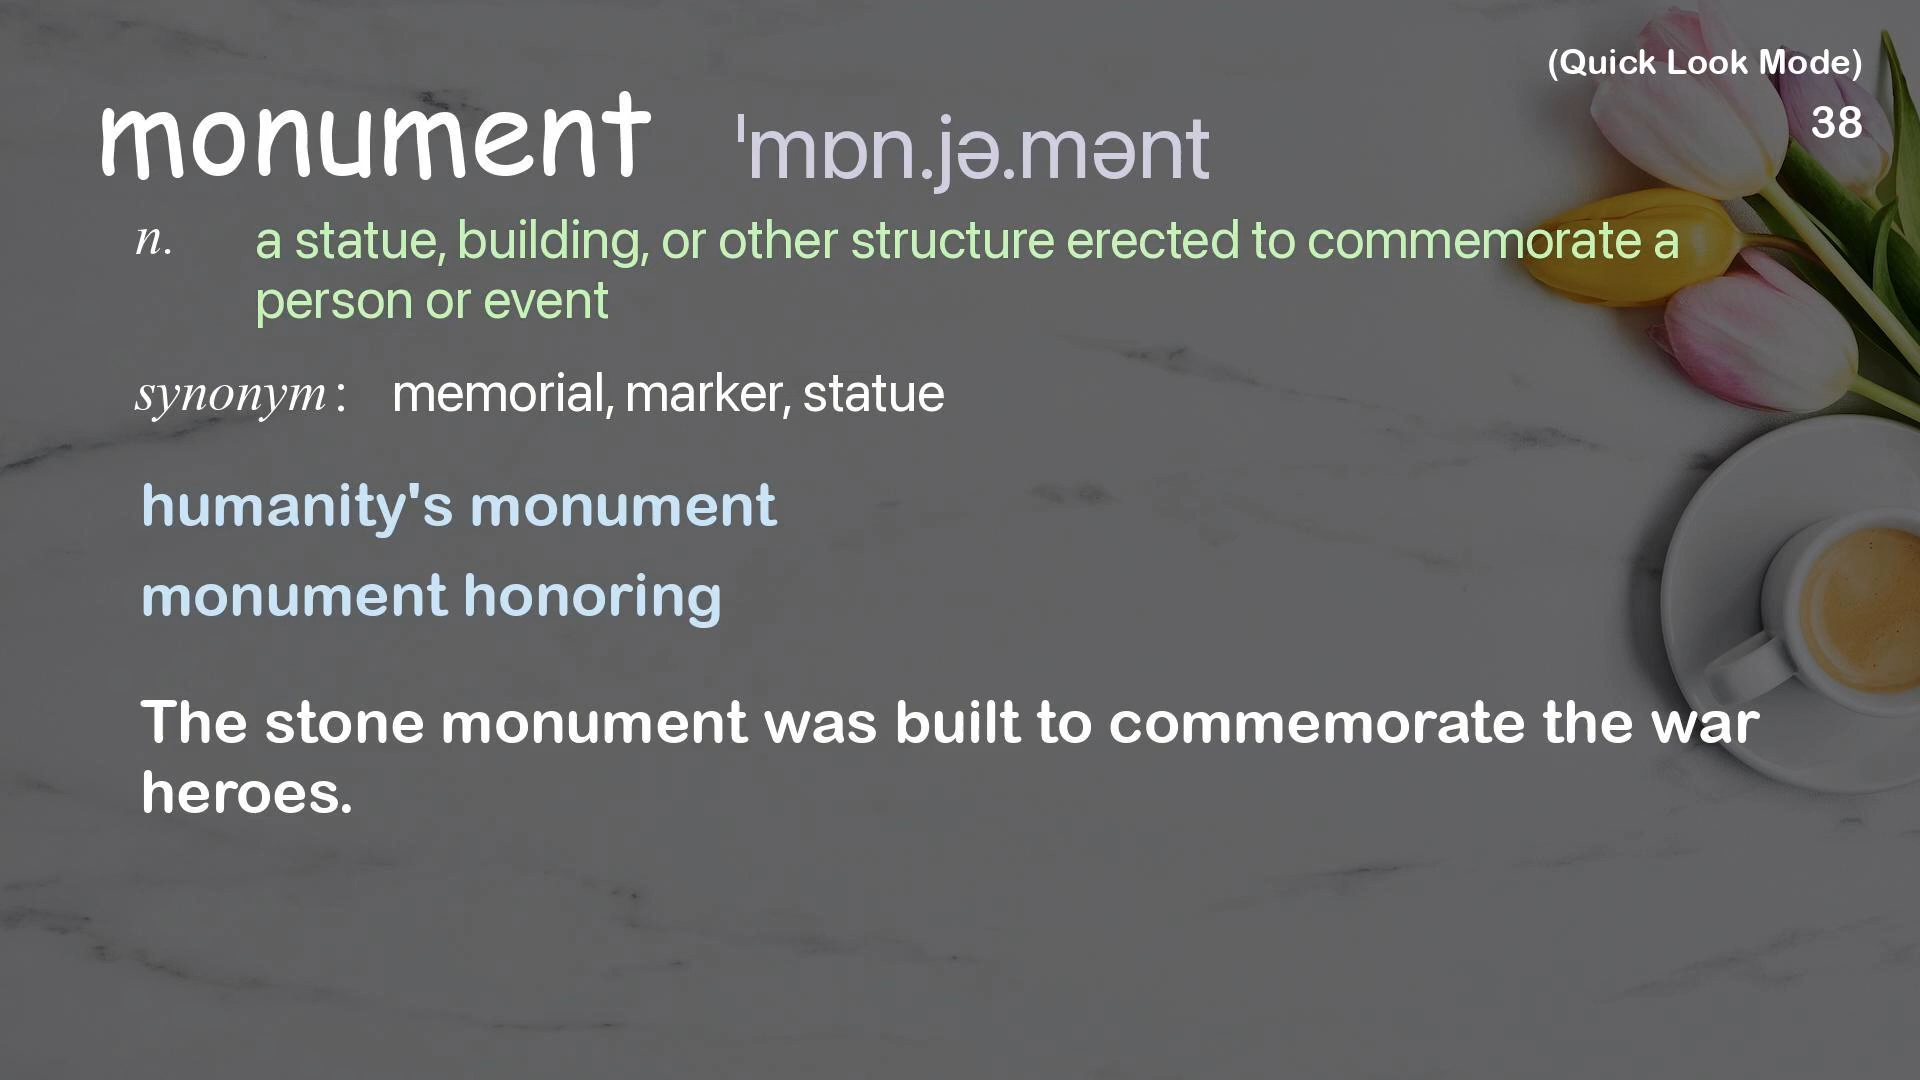 (Quick Look Mode)
monument ˈmɒn.jə.mənt
38
n. a statue, building, or other structure erected to commemorate a
person or event
synonym: memorial, marker, statue
humanity's monument
monument honoring
The stone monument was built to commemorate the war
heroes.